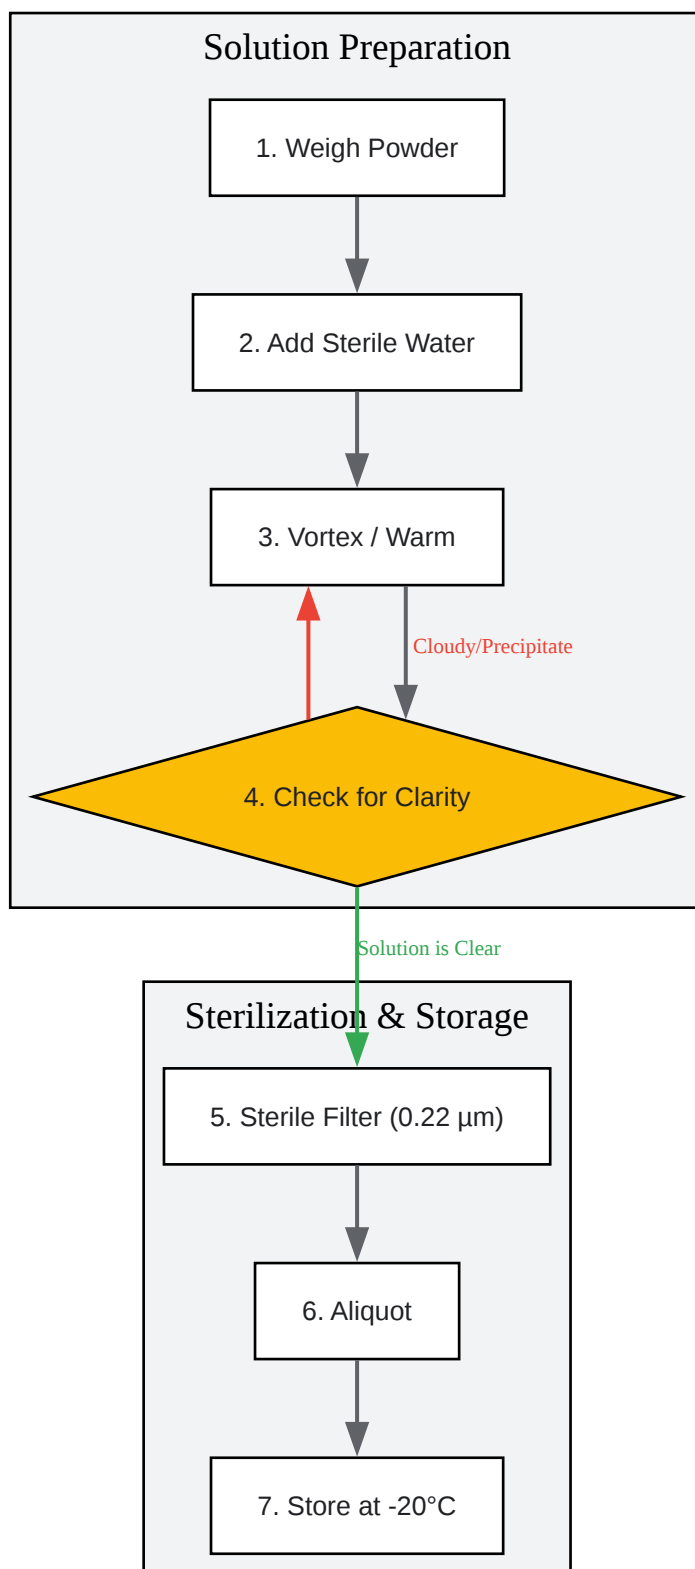 Solution Preparation
1. Weigh Powder
2. Add Sterile Water
3. Vortex / Warm
Cloudy/Precipitate
4. Check for Clarity
Solution is Clear
Sterilization & Storage
5. Sterile Filter (0.22 µm)
6. Aliquot
7. Store at -20°C